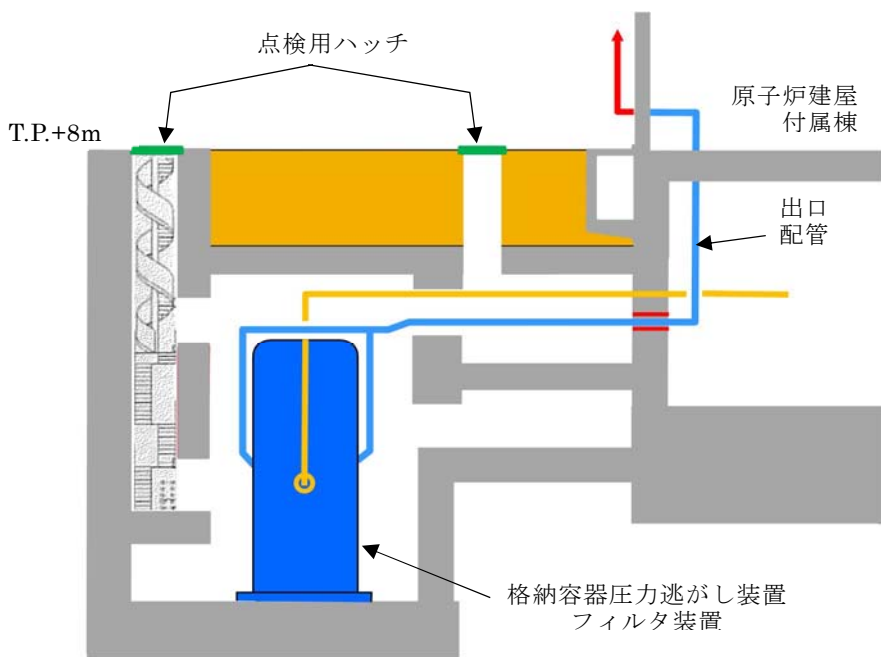 点検用ハッチ
T.P.+8m
原子炉建屋
付属棟
出口
配管
格納容器圧力逃がし装置
フィルタ装置